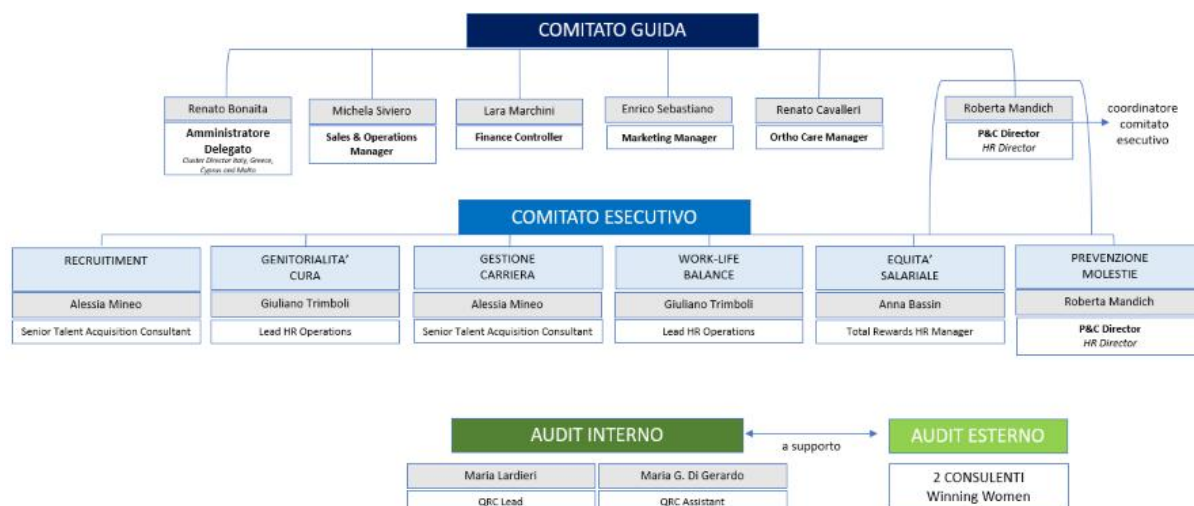 COMITATO GUIDA
Renato Bonaita
Amministratore
Delegato
Cluster Director Italy, Greece,
Cyprus and Malta
Michela Siviero
Sales & Operations
Manager
Lara Marchini
Finance Controller
Enrico Sebastiano
Marketing Manager
Renato Cavalleri
Ortho Care Manager
Roberta Mandich
P&C Director
HR Director
coordinatore
comitato
esecutivo
COMITATO ESECUTIVO
RECRUITIMENT
Alessia Mineo
Senior Talent Acquisition Consultant
GENITORIALITA'
CURA
Giuliano Trimboli
Lead HR Operations
GESTIONE
CARRIERA
Alessia Mineo
Senior Talent Acquisition Consultant
WORK-LIFE
BALANCE
Giuliano Trimboli
Lead HR Operations
EQUITA'
SALARIALE
Anna Bassin
Total Rewards HR Manager
PREVENZIONE
MOLESTIE
Roberta Mandich
P&C Director
HR Director
AUDIT INTERNO
Maria Lardieri
QRC Lead
Maria G. Di Gerardo
QRC Assistant
a supporto
AUDIT ESTERNO
2 CONSULENTI
Winning Women